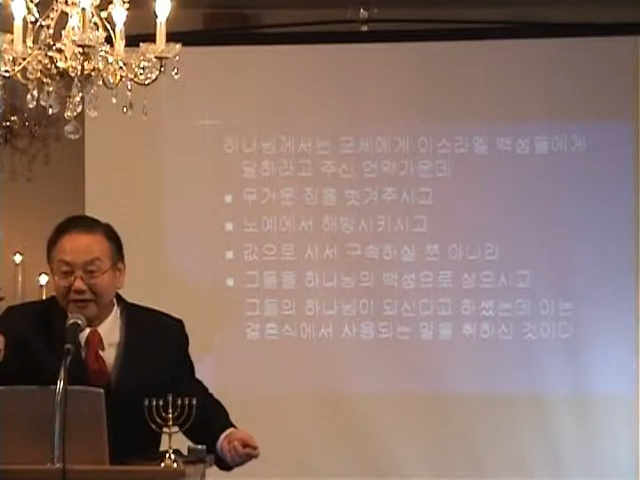 하나님께서는 모세에게 이스라엘 백성들에게
말하라고 주신 언약가운데
무거운 짐을 벗겨주시고
노예에서 해방시키시고
값으로 사서 구속하실 뿐 아니라
그들을 하나님의 백성으로 삼으시고
그들의 하나님이 되신다고 하셨는데 이는
결혼식에서 사용되는 말을 취하신 것이다